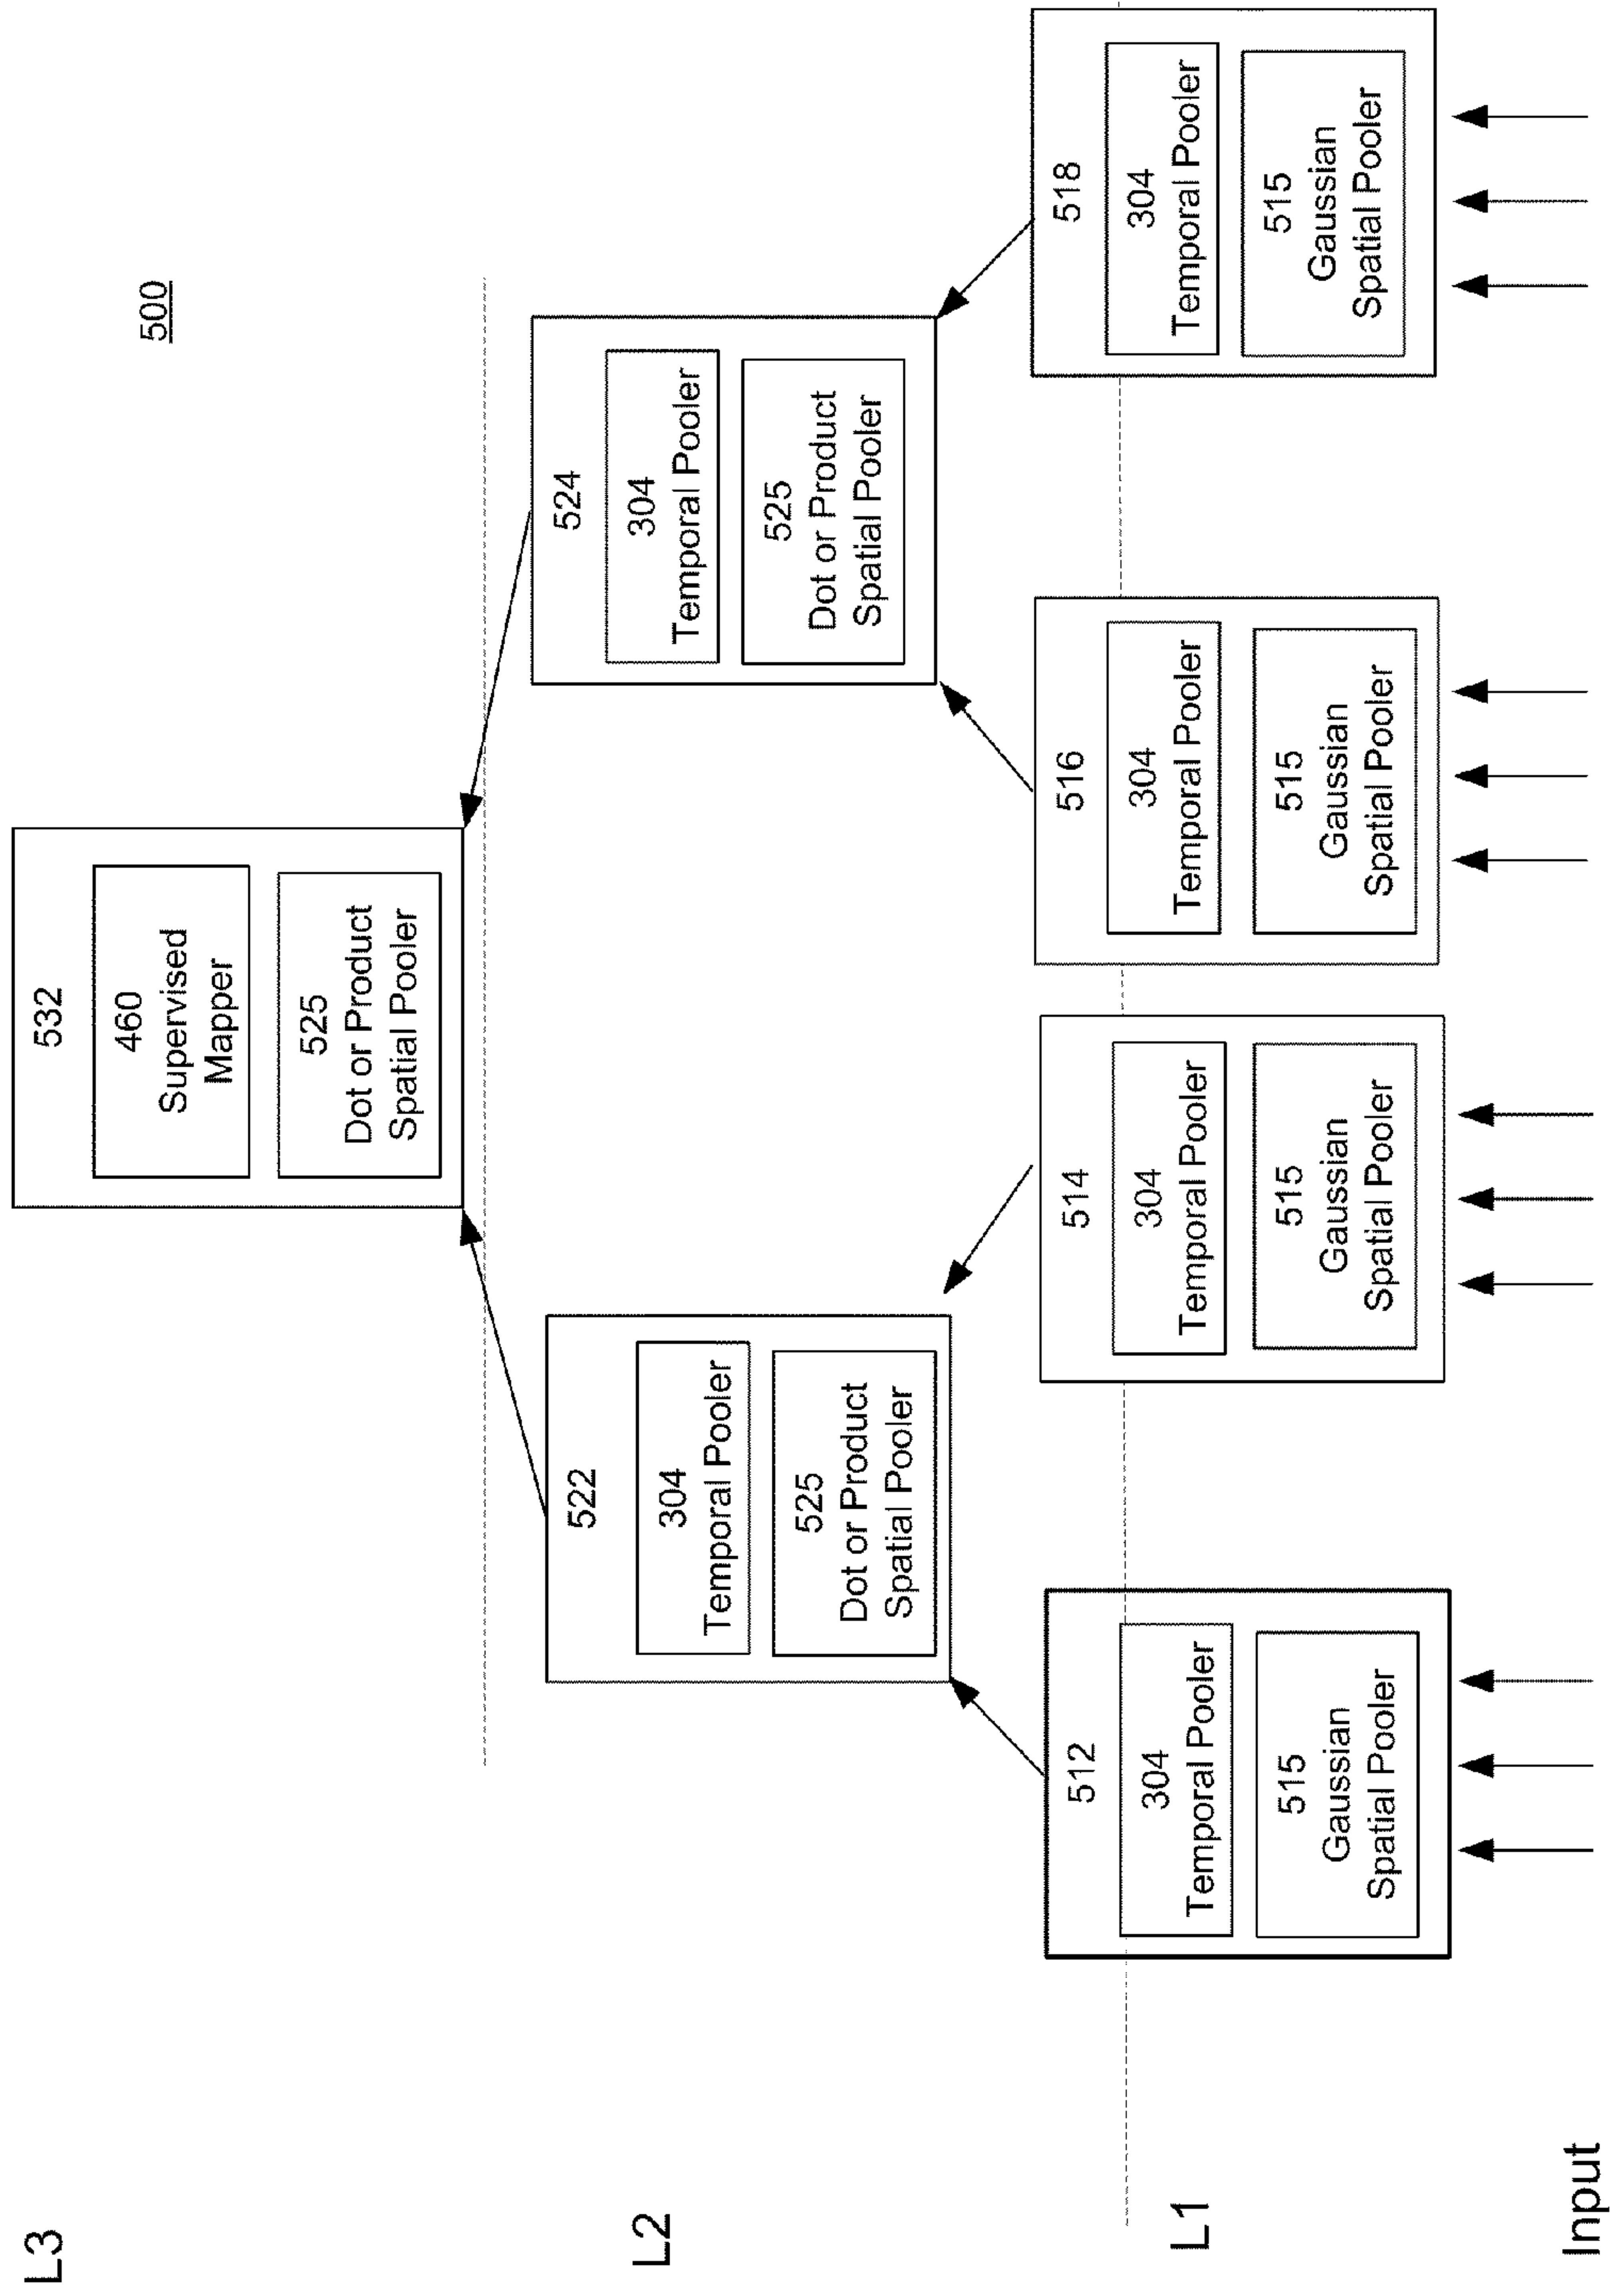 500
L3
532
460
Supervised
Mapper
525
Dot or Product
Spatial Pooler
L2
522
304
Temporal Pooler
525
Dot or Product
Spatial Pooler
524
304
Temporal Pooler
525
Dot or Product
Spatial Pooler
L1
512
304
Temporal Pooler
515
Gaussian
Spatial Pooler
514
304
Temporal Pooler
515
Gaussian
Spatial Pooler
516
304
Temporal Pooler
515
Gaussian
Spatial Pooler
518
304
Temporal Pooler
515
Gaussian
Spatial Pooler
Input